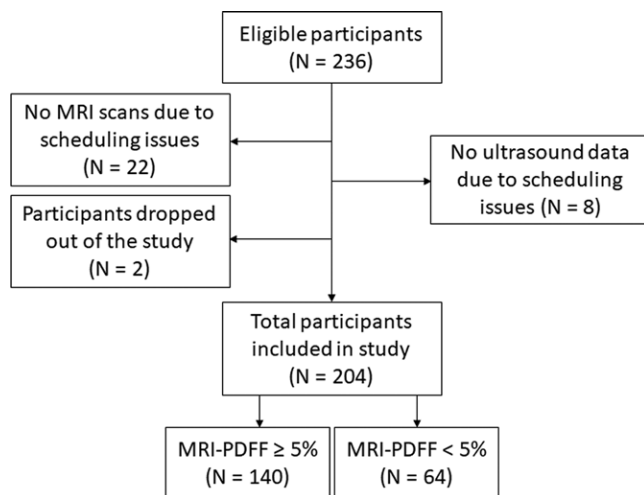 Eligible participants
(N = 236)
No MRI scans due to
scheduling issues
(N = 22)
No ultrasound data
due to scheduling
issues (N = 8)
Participants dropped
out of the study
(N = 2)
Total participants
included in study
(N = 204)
MRI-PDFF ≥ 5%
(N = 140)
MRI-PDFF < 5%
(N = 64)